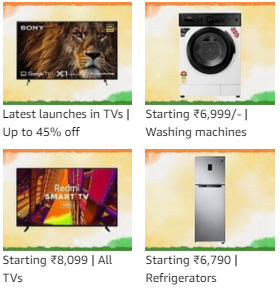 SONY
Google TV X1
Latest launches in TVs |
Up to 45% off
Starting ₹6,999/- |
Washing machines
Redmi
SMART TV
Starting ₹8,099 | All
TVs
Starting ₹6,790 |
Refrigerators